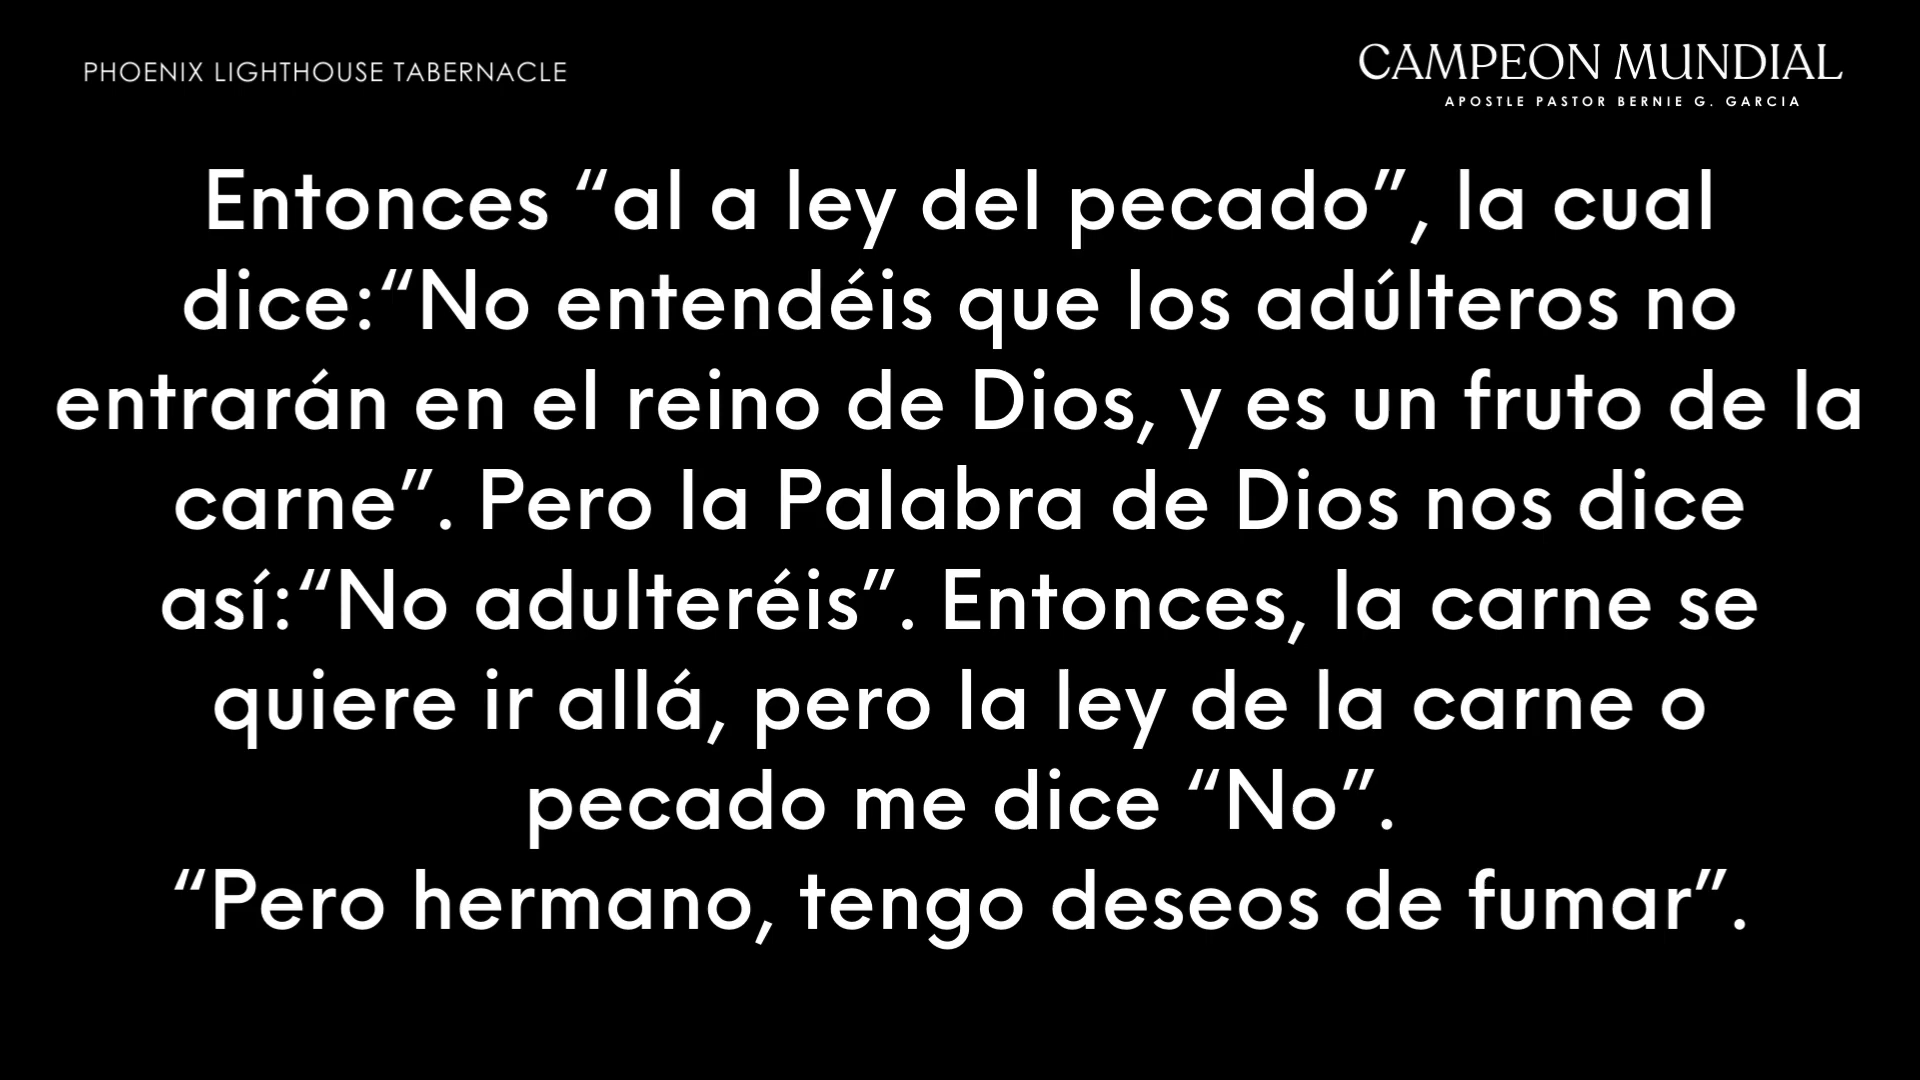 PHOENIX LIGHTHOUSE TABERNACLE
CAMPEON MUNDIAL
APOSTLE PASTOR BERNIE G. GARCIA
Entonces “al a ley del pecado”, la cual
dice:“No entendéis que los adúlteros no
entrarán en el reino de Dios, y es un fruto de la
carne”. Pero la Palabra de Dios nos dice
así:“No adulteréis”. Entonces, la carne se
quiere ir allá, pero la ley de la carne o
pecado me dice “No”.
“Pero hermano, tengo deseos de fumar”.